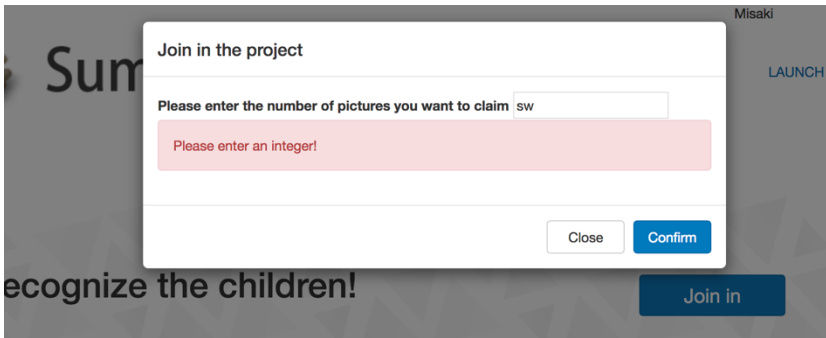 Misaki
Join in the project
Sum
LAUNCH
Please enter the number of pictures you want to claim sw
Please enter an integer!
Close Confirm
ecognize the children!
Join in